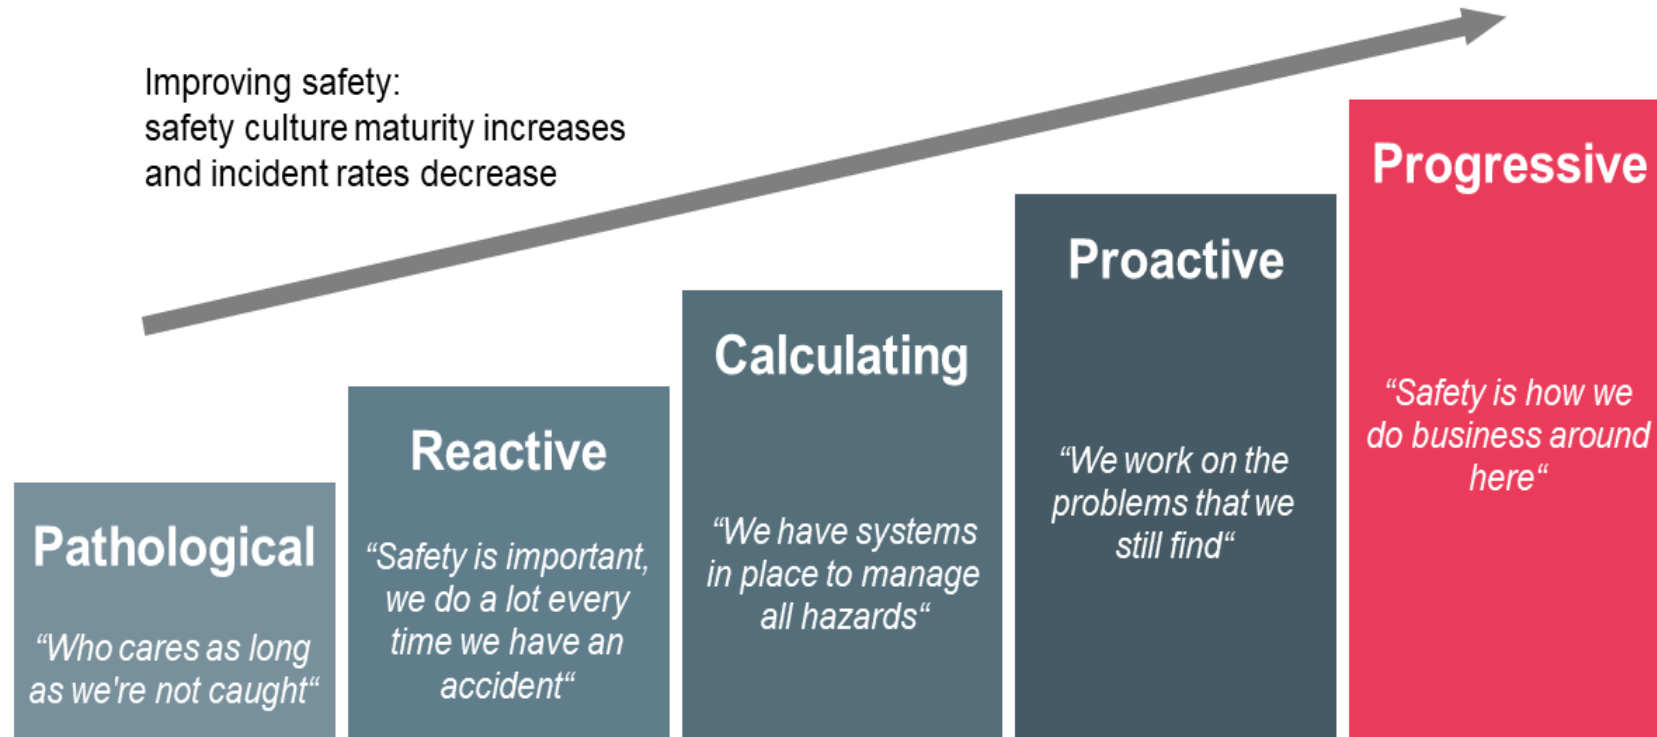 Improving safety:
safety culture maturity increases
and incident rates decrease
Pathological
“Who cares as long
as we're not caught“
Reactive
“Safety is important,
we do a lot every
time we have an
accident“
Calculating
“We have systems
in place to manage
all hazards“
Proactive
“We work on the
problems that we
still find“
Progressive
“Safety is how we
do business around
here“